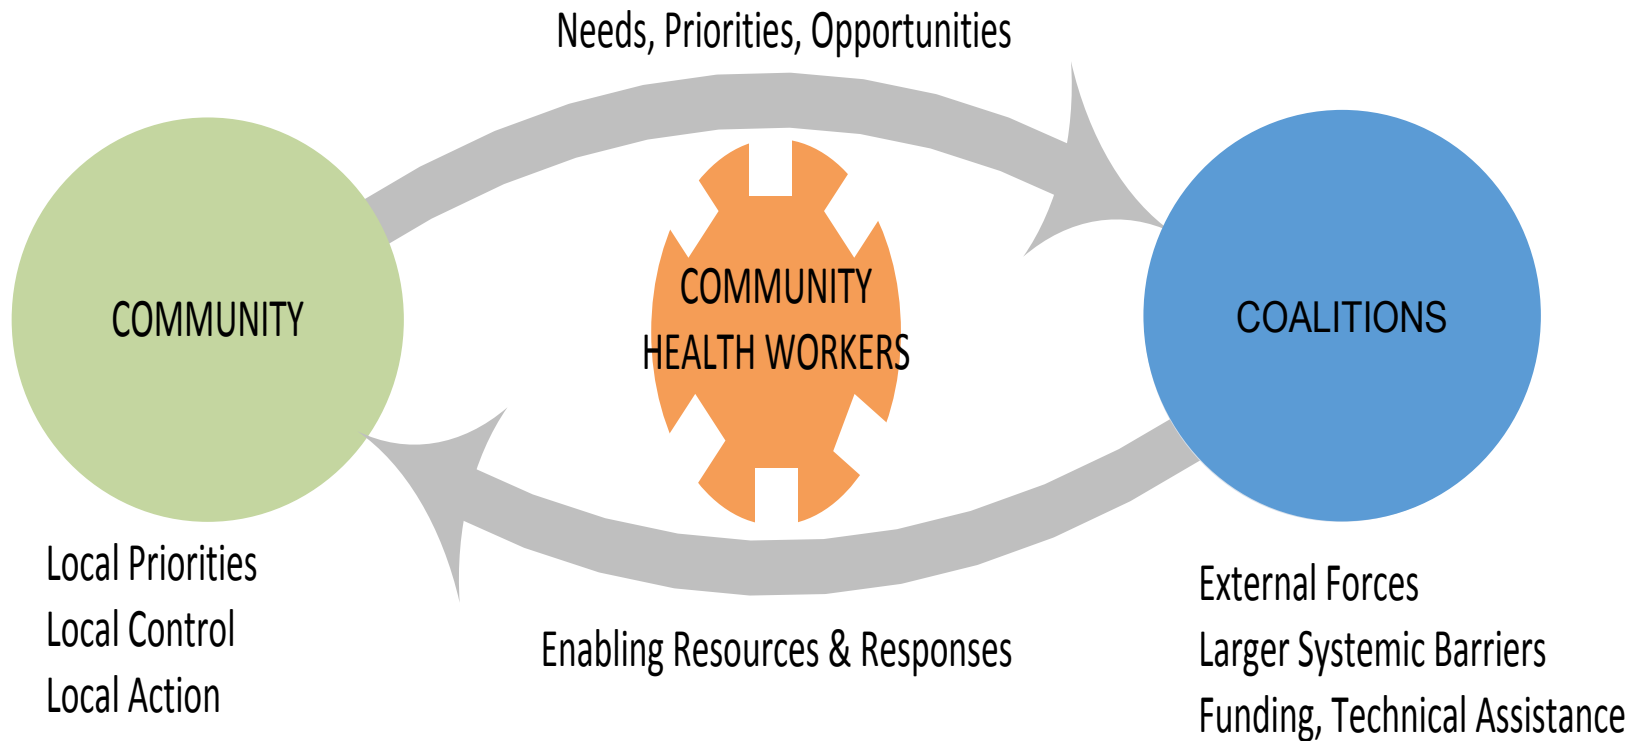 Needs, Priorities, Opportunities
COMMUNITY
COMMUNITY
HEALTH WORKERS
COALITIONS
Local Priorities
Local Control
Local Action
Enabling Resources & Responses
External Forces
Larger Systemic Barriers
Funding, Technical Assistance